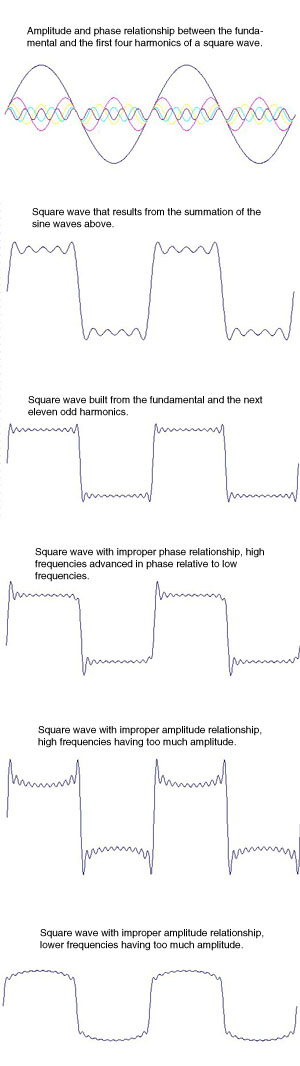 Amplitude and phase relationship between the funda-
mental and the first four harmonics of a square wave.
Square wave that results from the summation of the
sine waves above.
Square wave built from the fundamental and the next
eleven odd harmonics.
Square wave with improper phase relationship, high
frequencies advanced in phase relative to low
frequencies.
Square wave with improper amplitude relationship,
high frequencies having too much amplitude.
Square wave with improper amplitude relationship,
lower frequencies having too much amplitude.